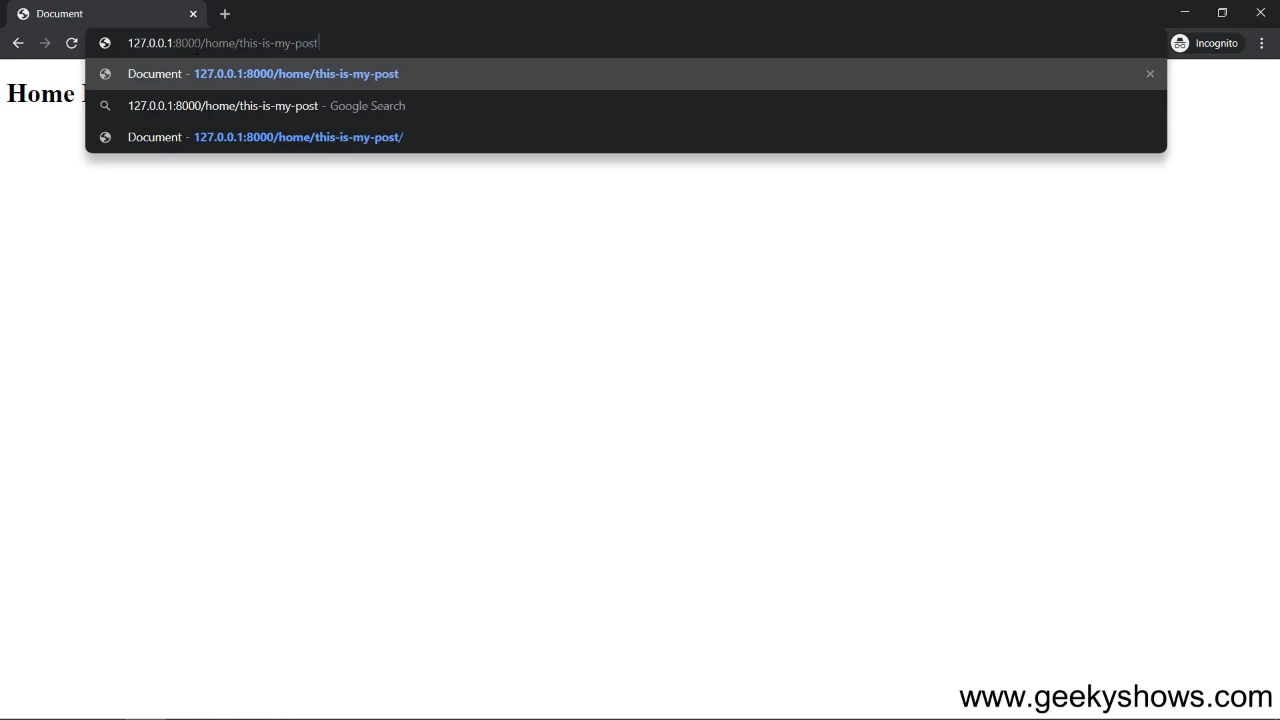 Document
127.0.0.1:8000/home/this-is-my-post
Incognito
Document - 127.0.0.1:8000/home/this-is-my-post
Home
127.0.0.1:8000/home/this-is-my-post - Google Search
Document - 127.0.0.1:8000/home/this-is-my-post/
www.geekyshows.com